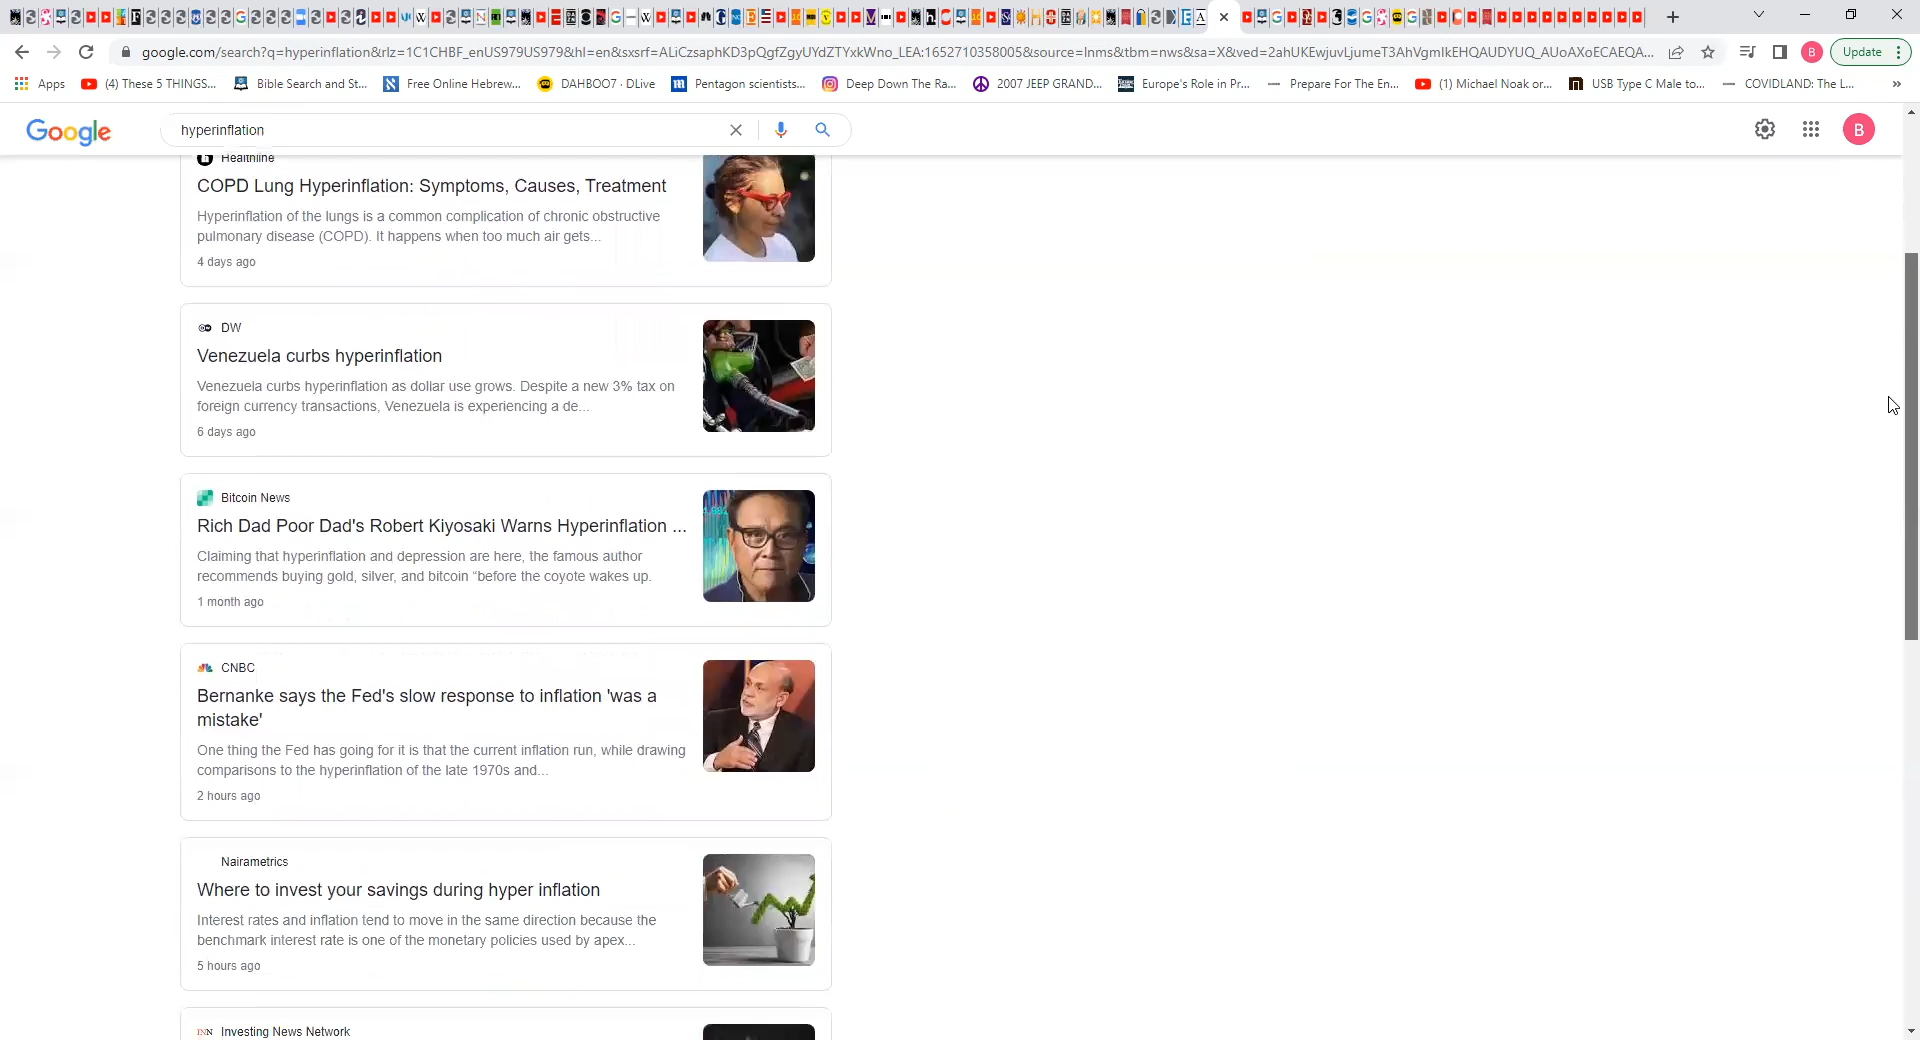 google.com/search?q=hyperinflation&rlz=1C1CHBF_enUS979US979&hl=en&sxsrf=ALiCzsaphKD3pQgfZgyUYdZTYxkWno_LEA:1652710358005&source=lnms&tbm=nws&sa=X&ved=2ahUKEwjuvLjumeT3AhVgmIkEHQAUDYUQ_AUoAXoECAEQA...
B
Update
Apps
(4) These 5 THINGS...
Bible Search and St...
Free Online Hebrew...
DAHBOO7 · DLive
Pentagon scientists...
Deep Down The Ra...
2007 JEEP GRAND...
Europe's Role in Pr...
Prepare For The En...
(1) Michael Noak or...
USB Type C Male to...
COVIDLAND: The L...
»
Google
hyperinflation
B
Healthline
COPD Lung Hyperinflation: Symptoms, Causes, Treatment
Hyperinflation of the lungs is a common complication of chronic obstructive
pulmonary disease (COPD). It happens when too much air gets...
4 days ago
DW
Venezuela curbs hyperinflation
Venezuela curbs hyperinflation as dollar use grows. Despite a new 3% tax on
foreign currency transactions, Venezuela is experiencing a de...
6 days ago
Bitcoin News
Rich Dad Poor Dad's Robert Kiyosaki Warns Hyperinflation ...
Claiming that hyperinflation and depression are here, the famous author
recommends buying gold, silver, and bitcoin “before the coyote wakes up.
1 month ago
CNBC
Bernanke says the Fed's slow response to inflation 'was a
mistake'
One thing the Fed has going for it is that the current inflation run, while drawing
comparisons to the hyperinflation of the late 1970s and...
2 hours ago
Nairametrics
Where to invest your savings during hyper inflation
Interest rates and inflation tend to move in the same direction because the
benchmark interest rate is one of the monetary policies used by apex...
5 hours ago
INN Investing News Network